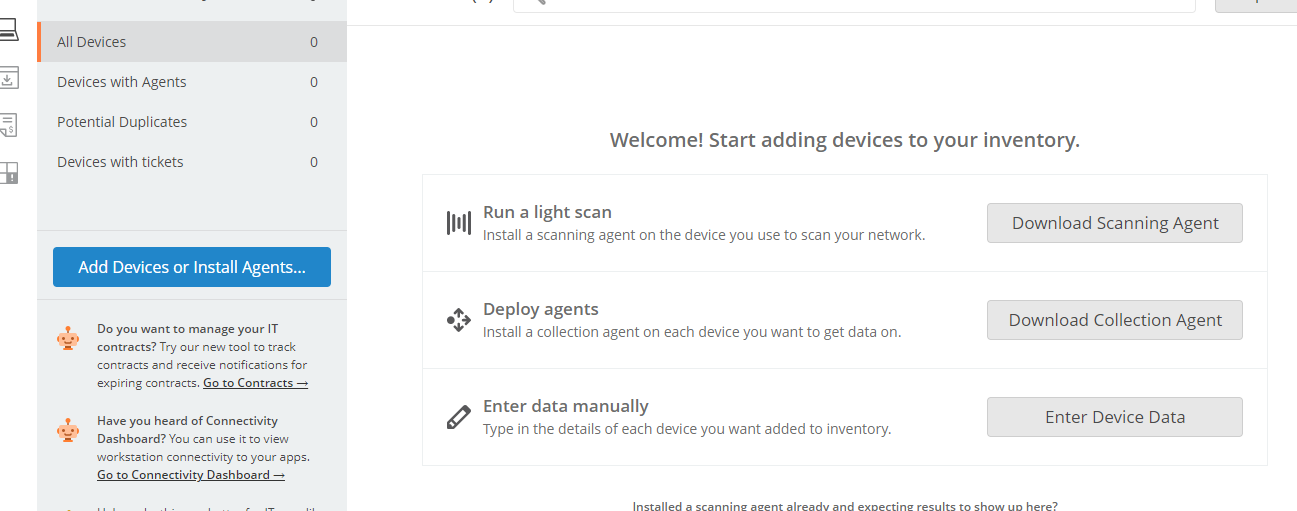 All Devices 0
Devices with Agents 0
Potential Duplicates 0
Devices with tickets 0
Add Devices or Install Agents...
Do you want to manage your IT
contracts? Try our new tool to track
contracts and receive notifications for
expiring contracts. Go to Contracts →
Have you heard of Connectivity
Dashboard? You can use it to view
workstation connectivity to your apps.
Go to Connectivity Dashboard →
Welcome! Start adding devices to your inventory.
Run a light scan
Install a scanning agent on the device you use to scan your network.
Download Scanning Agent
Deploy agents
Install a collection agent on each device you want to get data on.
Download Collection Agent
Enter data manually
Type in the details of each device you want added to inventory.
Enter Device Data
Installed a scanning agent already and expecting results to show up here?